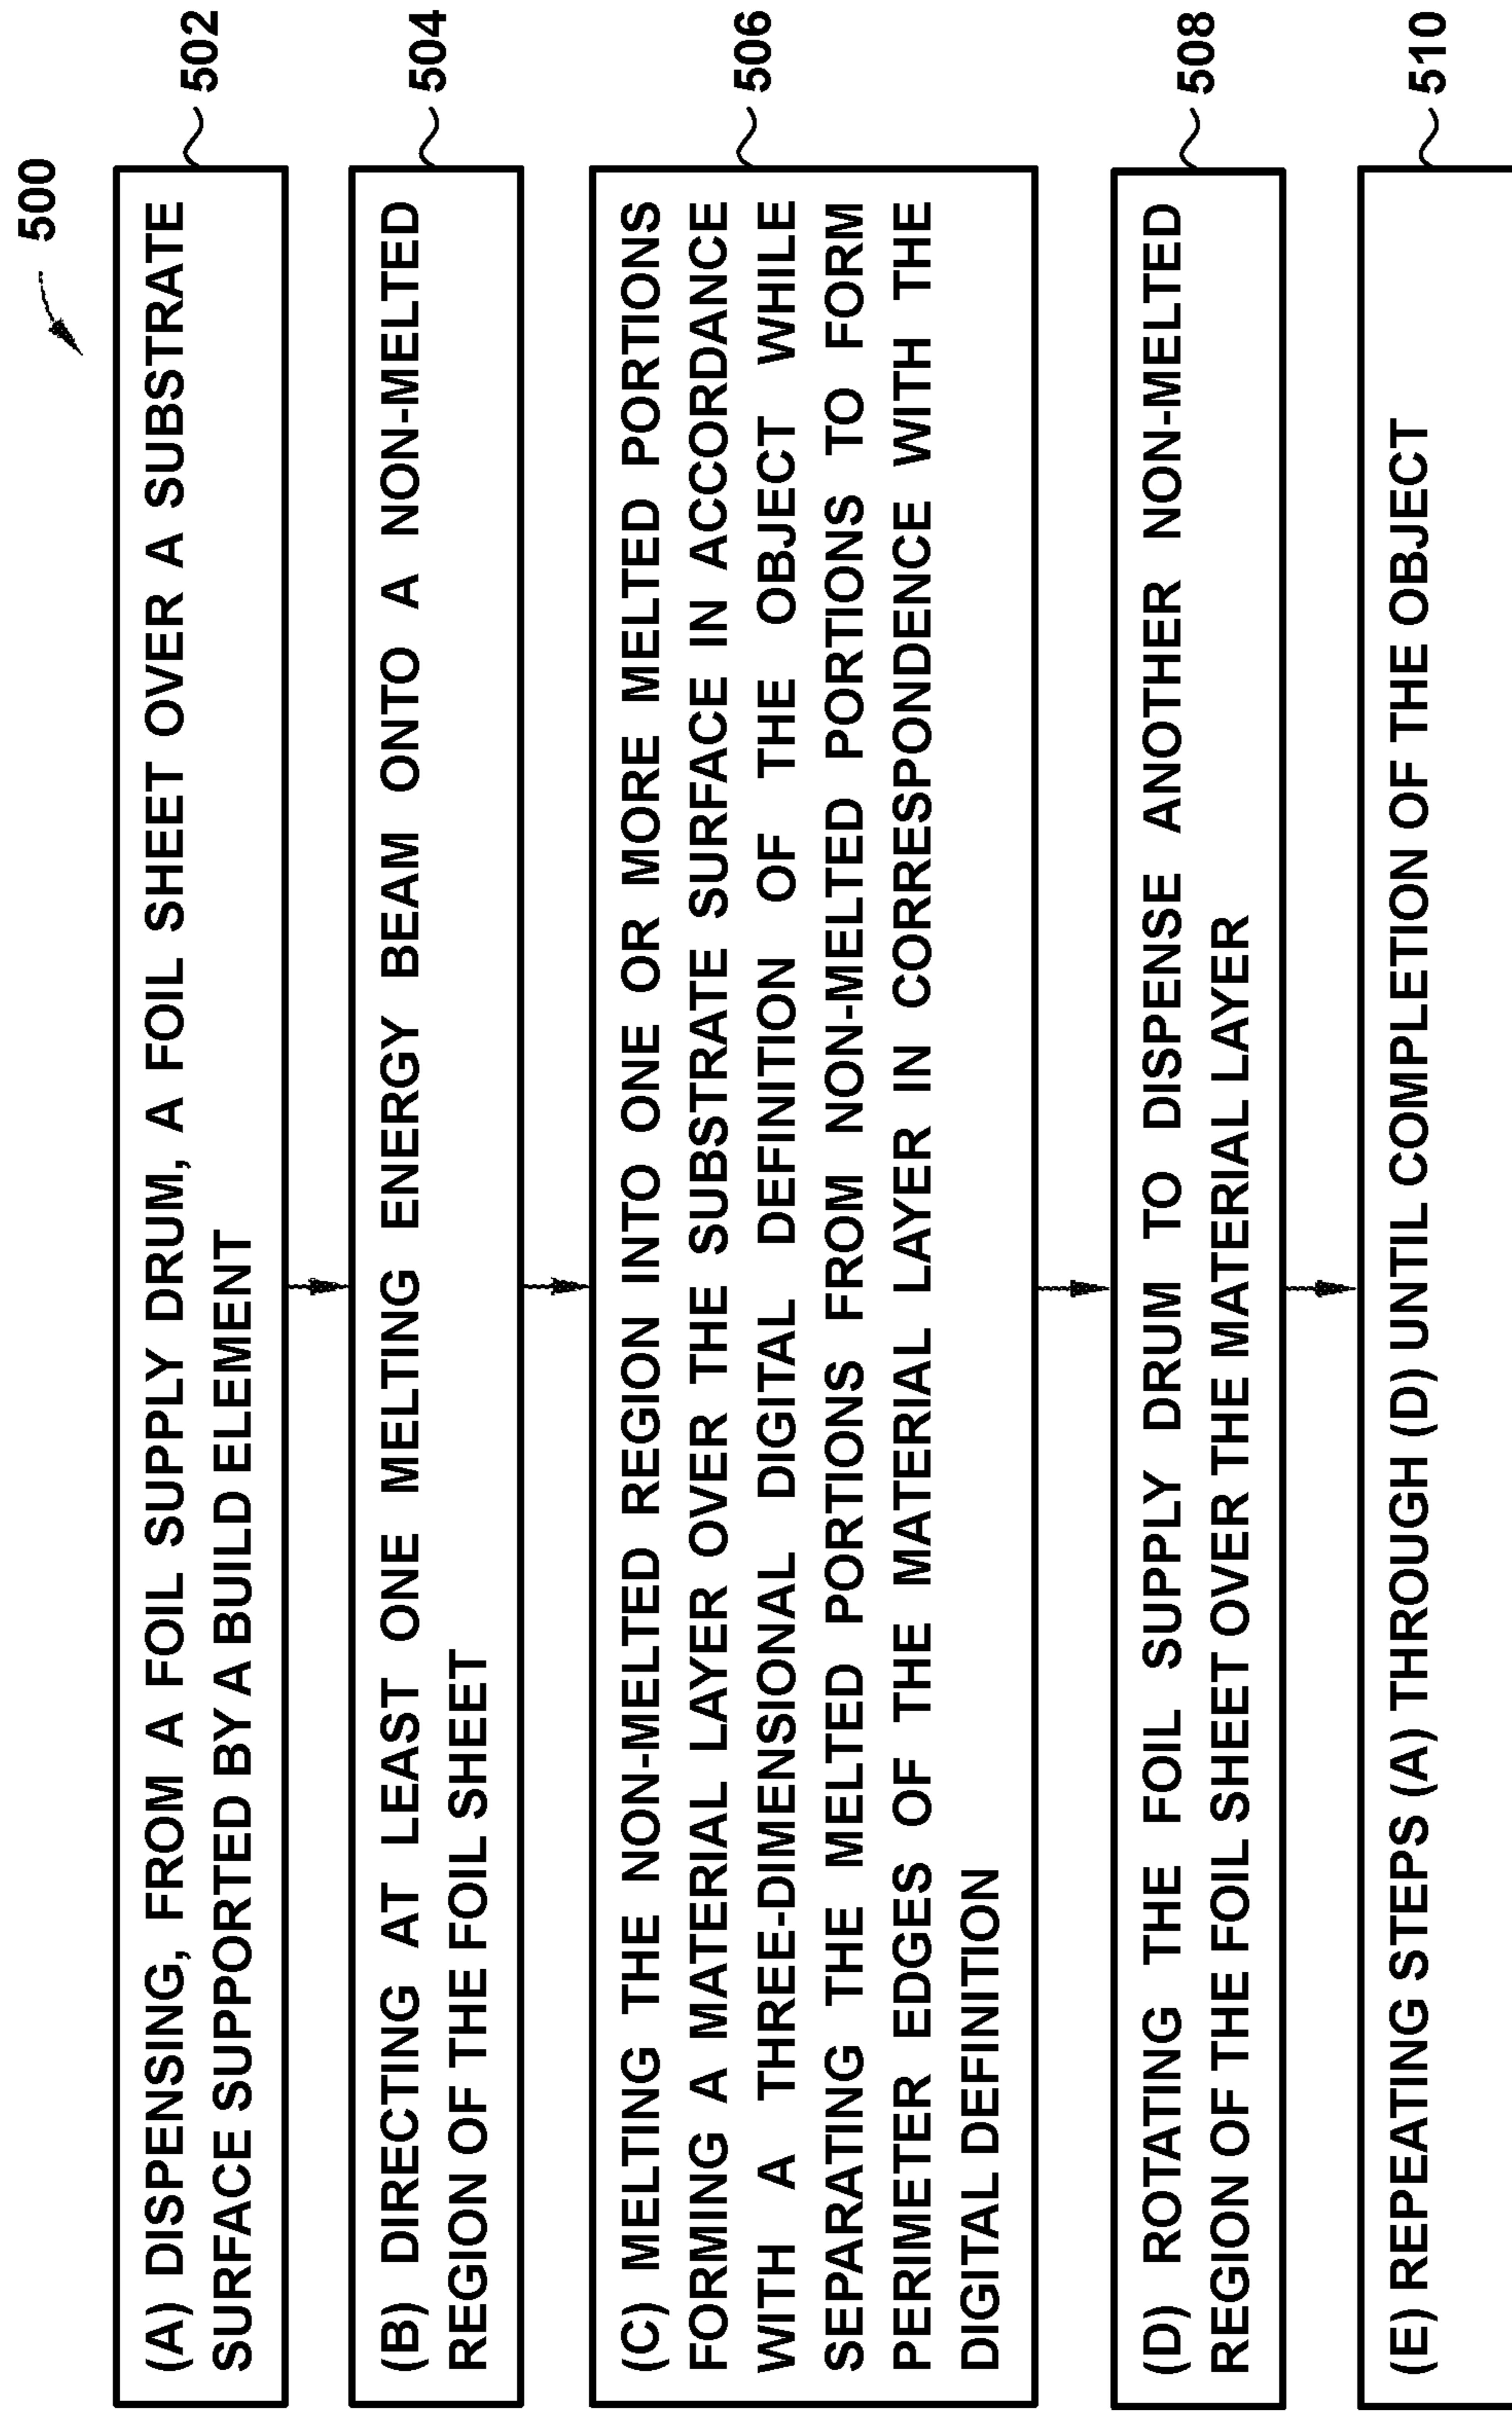 500
(A) DISPENSING, FROM A FOIL SUPPLY DRUM, A FOIL SHEET OVER A SUBSTRATE
SURFACE SUPPORTED BY A BUILD ELEMENT
502
(B) DIRECTING AT LEAST ONE MELTING ENERGY BEAM ONTO A NON-MELTED
REGION OF THE FOIL SHEET
504
(C) MELTING THE NON-MELTED REGION INTO ONE OR MORE MELTED PORTIONS
FORMING A MATERIAL LAYER OVER THE SUBSTRATE SURFACE IN ACCORDANCE
WITH A THREE-DIMENSIONAL DIGITAL DEFINITION OF THE OBJECT WHILE
SEPARATING THE MELTED PORTIONS FROM NON-MELTED PORTIONS TO FORM
PERIMETER EDGES OF THE MATERIAL LAYER IN CORRESPONDENCE WITH THE
DIGITAL DEFINITION
506
(D) ROTATING THE FOIL SUPPLY DRUM TO DISPENSE ANOTHER NON-MELTED
REGION OF THE FOIL SHEET OVER THE MATERIAL LAYER
508
(E) REPEATING STEPS (A) THROUGH (D) UNTIL COMPLETION OF THE OBJECT
510